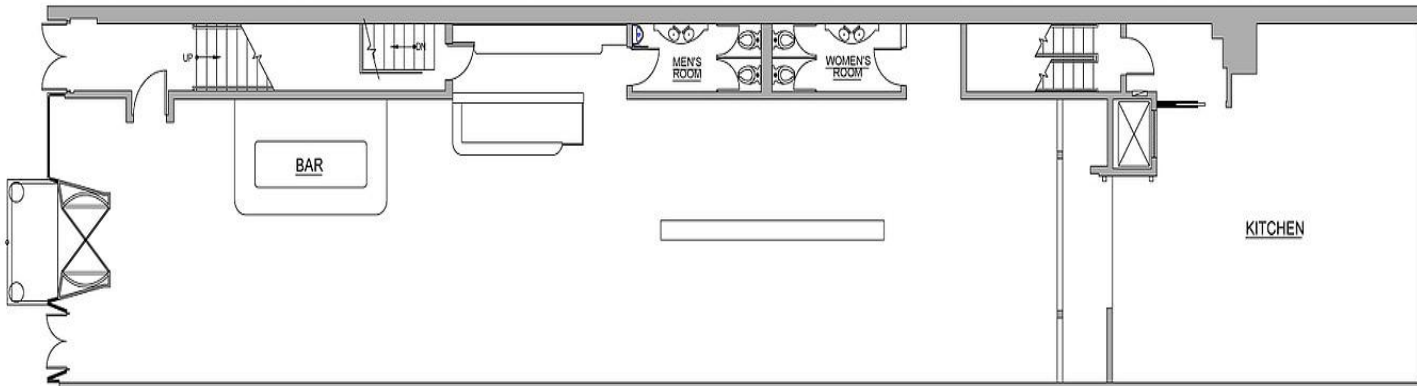 UP
DN
MEN'S
ROOM
WOMEN'S
ROOM
BAR
KITCHEN